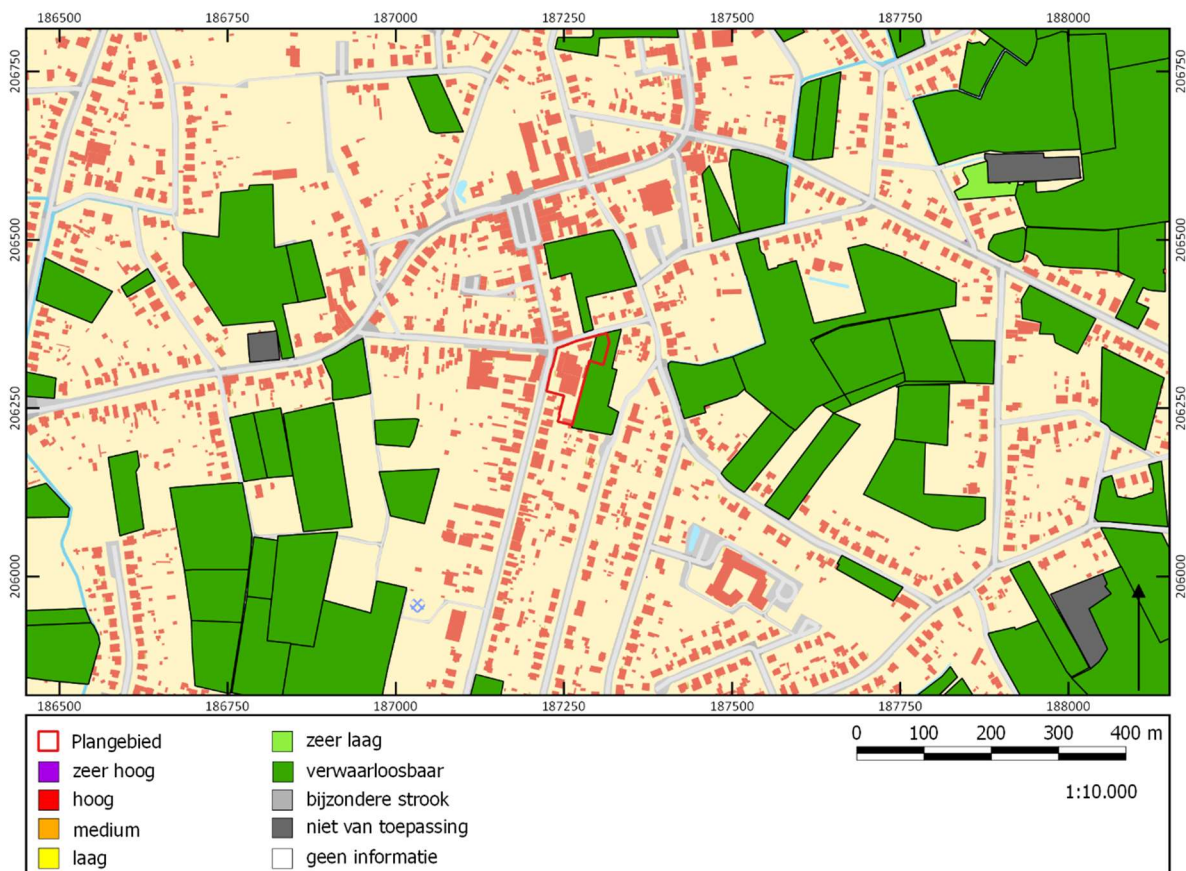 186500 186750 187000 187250 187500 187750 188000
206750 206750
206500 206500
206250 206250
206000 206000
186500 186750 187000 187250 187500 187750 188000
Plangebied
zeer hoog
hoog
medium
laag
zeer laag
verwaarloosbaar
bijzondere strook
niet van toepassing
geen informatie
0 100 200 300 400 m
1:10.000